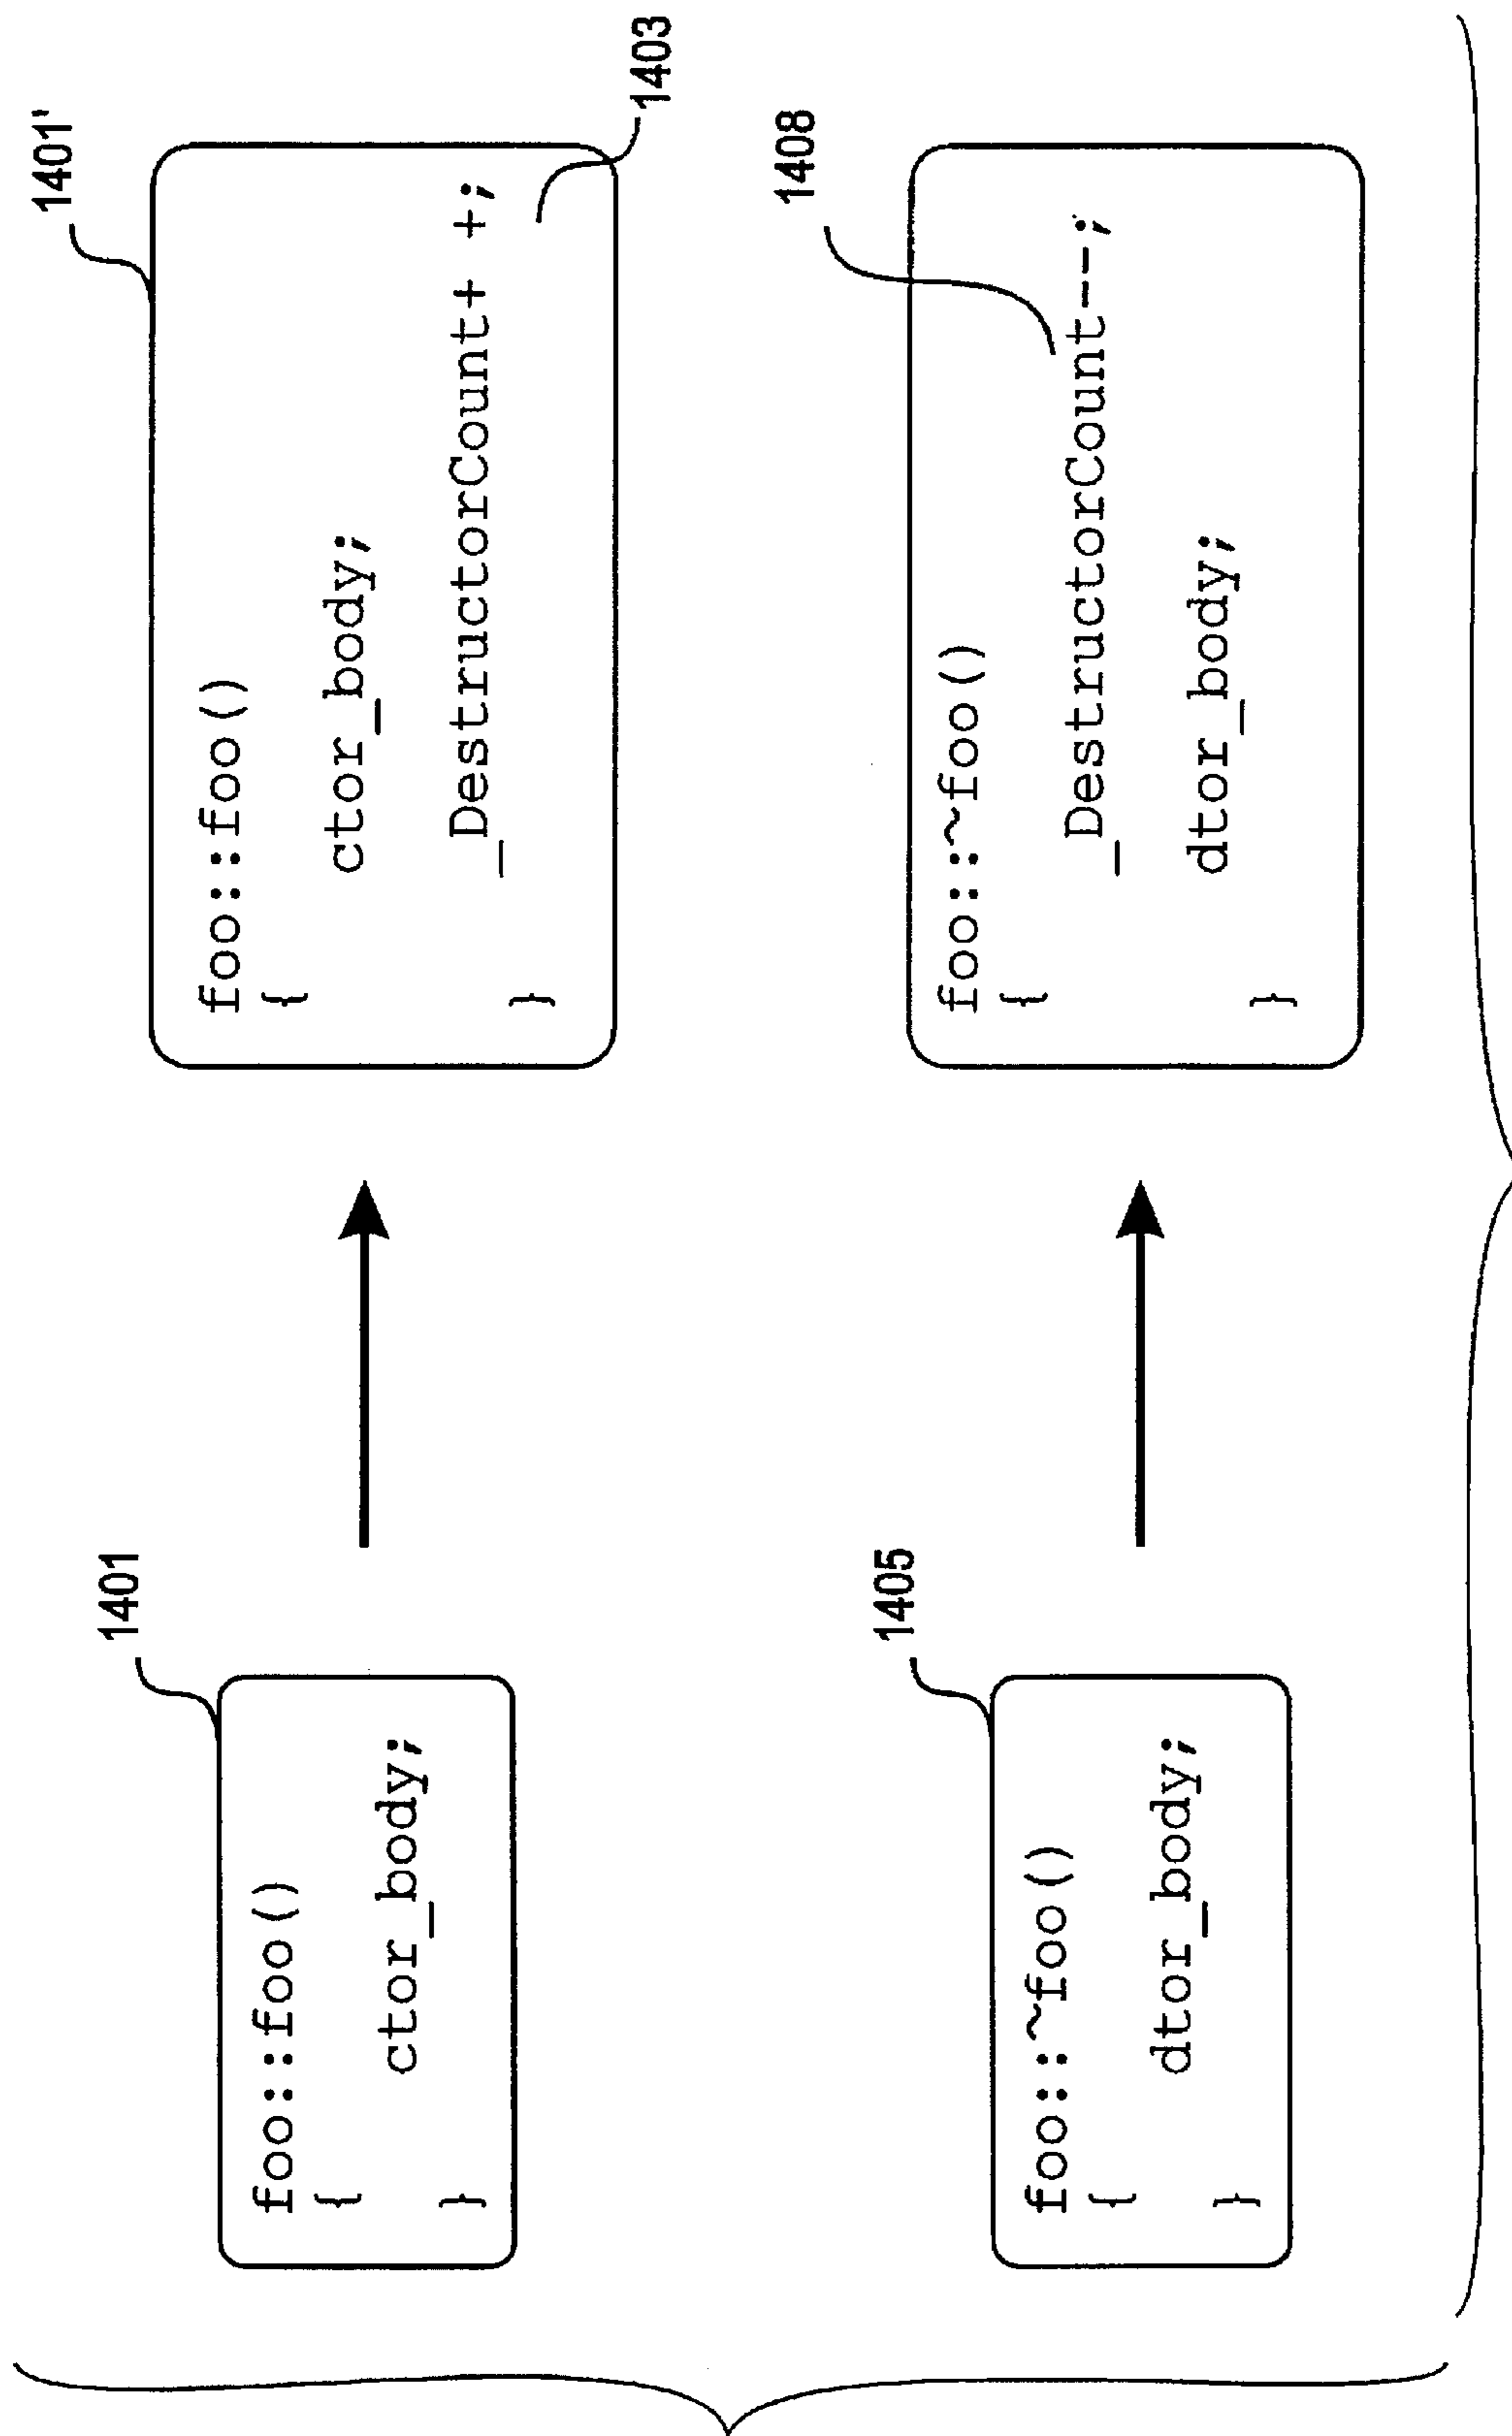 1401
foo::foo()
{
ctor_body;
}
1401'
foo::foo()
{
ctor_body;
_DestructorCount+ +;
}
1403
1405
foo::~foo()
{
dtor_body;
}
1408
foo::~foo()
{
_DestructorCount--;
dtor_body;
}